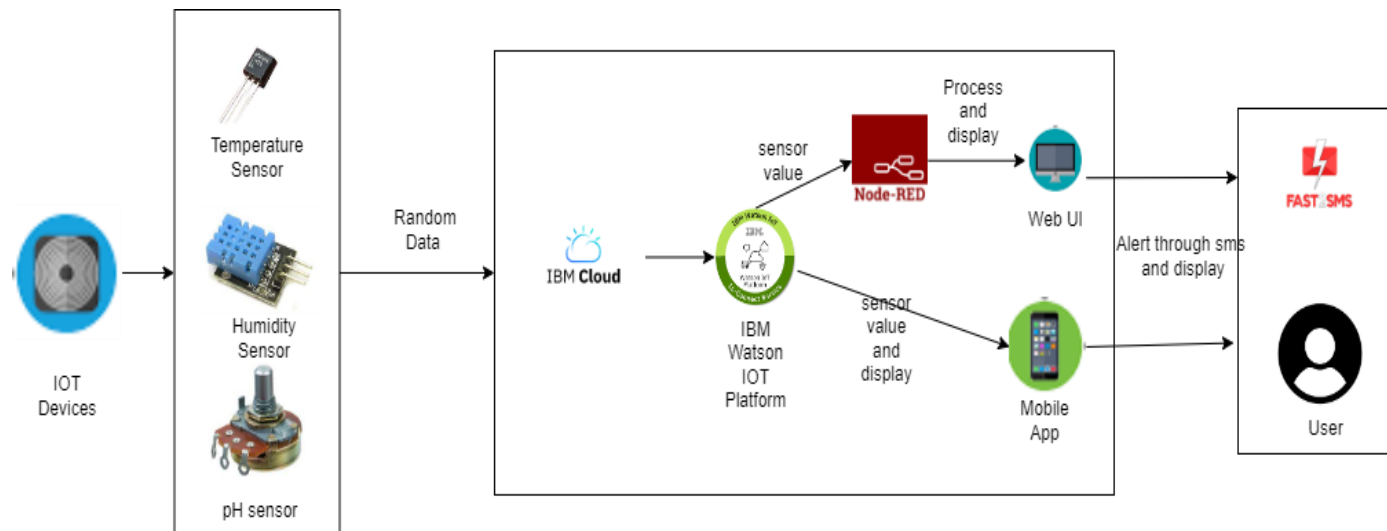 Temperature
Sensor
Humidity
Sensor
pH sensor
IOT
Devices
Random
Data
IBM Cloud
IBM
IBM
Watson
IOT
Platform
sensor
value
Node-RED
Process
and
display
Web UI
sensor
value
and
display
Mobile
App
Alert through sms
and display
FAST2SMS
User